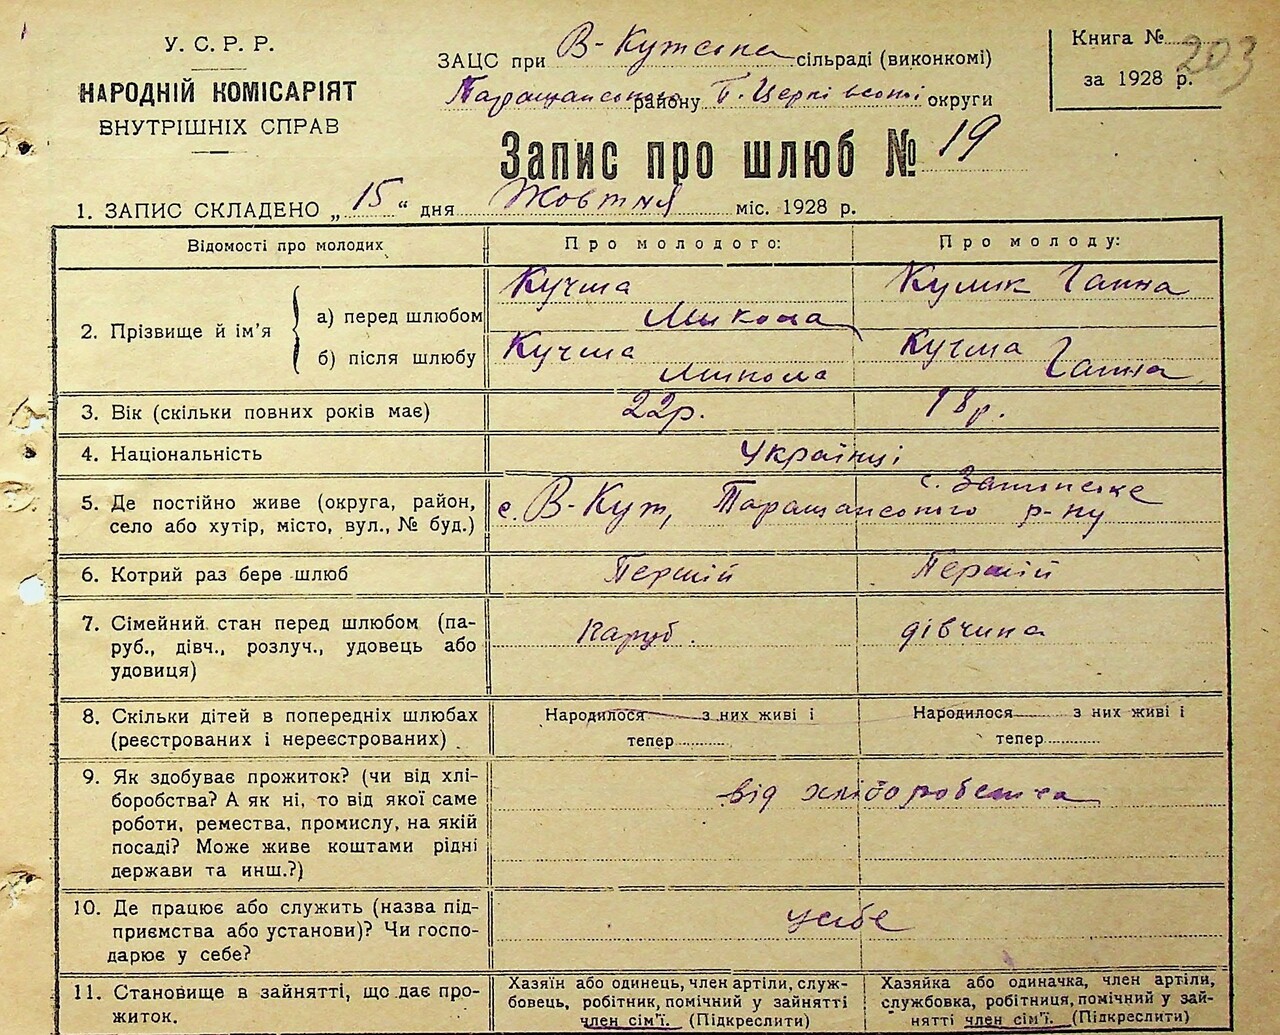 У. С. Р. Р.
НАРОДНІЙ КОМІСАРІЯТ
ВНУТРІШНІХ СПРАВ
ЗАЦС при В-Кутська сільраді (виконкомі)
Таращанського району Б. Церківської округи
Книга № 203
за 1928 р.
Запис про шлюб № 19
1. ЗАПИС СКЛАДЕНО „ 15 “ дня Жовтня міс. 1928 р.
Відомості про молодих
Про молодого:
Про молоду:
2. Прізвище й ім’я
а) перед шлюбом
Кучма
Микола
Кулик Ганна
б) після шлюбу
Кучма
Микола
Кучма Ганна
3. Вік (скільки повних років має)
22р.
18р.
4. Національність
Українці
5. Де постійно живе (округа, район,
село або хутір, місто, вул., № буд.)
с. В-Кут, Таращанського р-ну
с.
6. Котрий раз бере шлюб
Перший
Перший
7. Сімейний стан перед шлюбом (па-
руб., дівч., розлуч., удовець або
удовиця)
паруб.
дівчина
8. Скільки дітей в попередніх шлюбах
(реєстрованих і нереєстрованих)
Народилося з них живі і
тепер
Народилося з них живі і
тепер
9. Як здобуває прожиток? (чи від хлі-
боробства? А як ні, то від якої саме
роботи, ремества, промислу, на якій
посаді? Може живе коштами рідні
держави та инш.?)
від хліборобства
10. Де працює або служить (назва під-
приємства або установи)? Чи госпо-
дарює у себе?
у себе
11. Становище в зайнятті, що дає про-
житок.
Хазяїн або одинець, член артіли, служ-
бовець, робітник, помічний у зайнятті
член сім’ї. (Підкреслити)
Хазяйка або одиначка, член артіли,
службовка, робітниця, помічний у зай-
нятті член сім’ї. (Підкреслити)